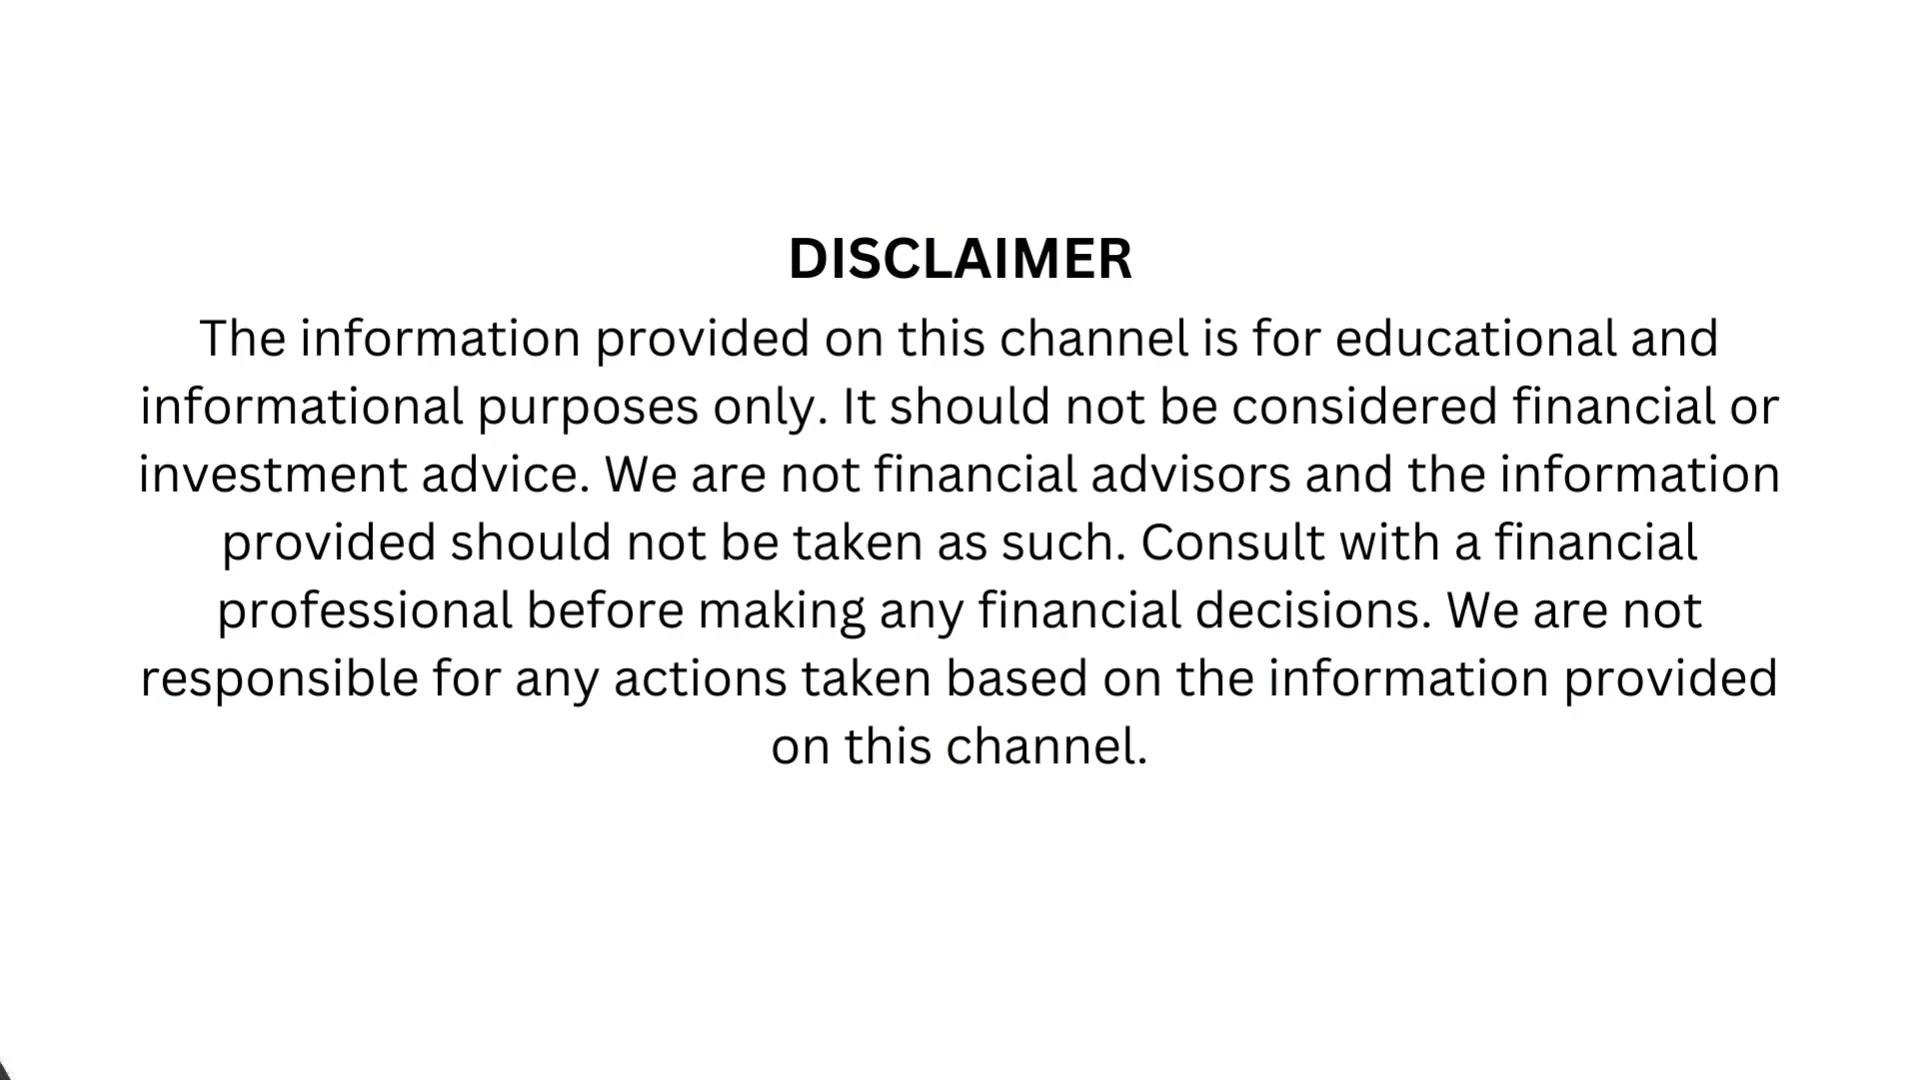 DISCLAIMER
The information provided on this channel is for educational and
informational purposes only. It should not be considered financial or
investment advice. We are not financial advisors and the information
provided should not be taken as such. Consult with a financial
professional before making any financial decisions. We are not
responsible for any actions taken based on the information provided
on this channel.